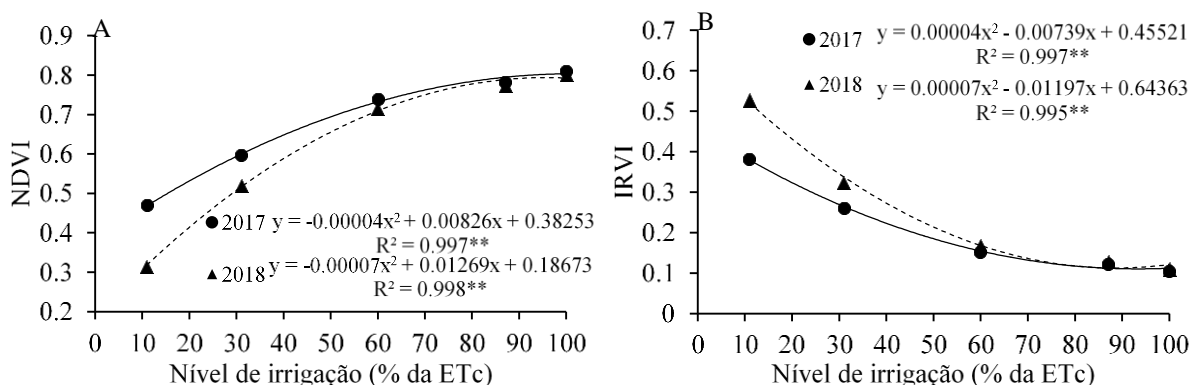 A
0.9
0.8
0.7
0.6
0.5
0.4
0.3
0.2
NDVI
2017 y = -0.00004x² + 0.00826x + 0.38253
R² = 0.997**
2018 y = -0.00007x² + 0.01269x + 0.18673
R² = 0.998**
0 10 20 30 40 50 60 70 80 90 100
Nível de irrigação (% da ETc)
B
0.7
0.6
0.5
0.4
0.3
0.2
0.1
0
IRVI
2017 y = 0.00004x² - 0.00739x + 0.45521
R² = 0.997**
2018 y = 0.00007x² - 0.01197x + 0.64363
R² = 0.995**
0 10 20 30 40 50 60 70 80 90 100
Nível de irrigação (% da ETc)